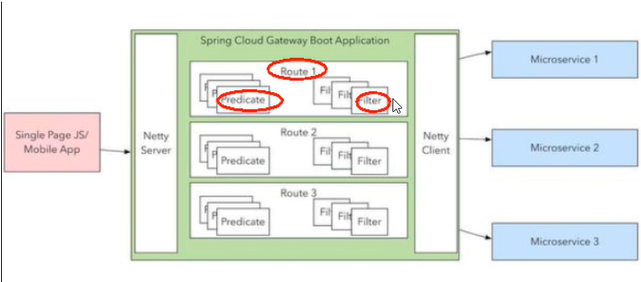 Spring Cloud Gateway Boot Application
Single Page JS/
Mobile App
Netty
Server
Route 1
Predicate
Fil
Fil
Filter
Route 2
Predicate
Fil
Filt
Filter
Route 3
Predicate
Fil
Filt
Filter
Netty
Client
Microservice 1
Microservice 2
Microservice 3